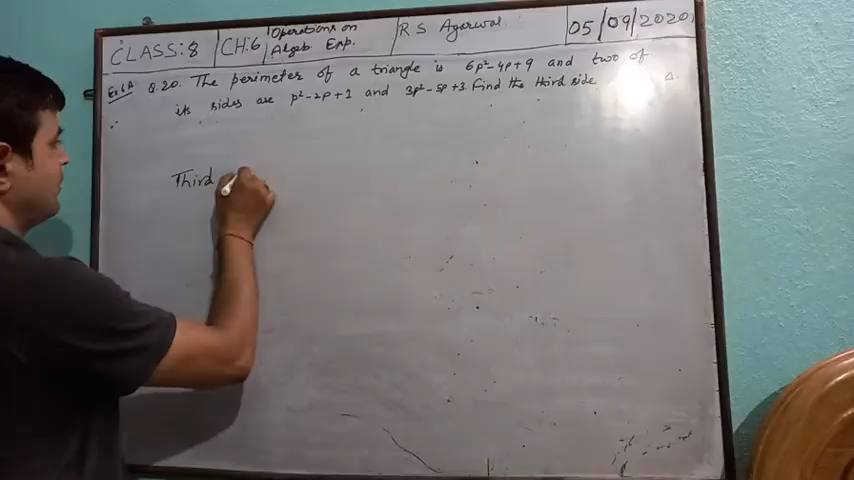 CLASS:8 CH:6 Operations on Algeb Exp. R S Agarwal 05/09/2020
Ex.6A Q.20. The perimeter of a triangle is 6p²-4p+9 and two of
its sides are p²-2p+1 and 3p²-5p+3. Find the third side Δ.
∴
Third